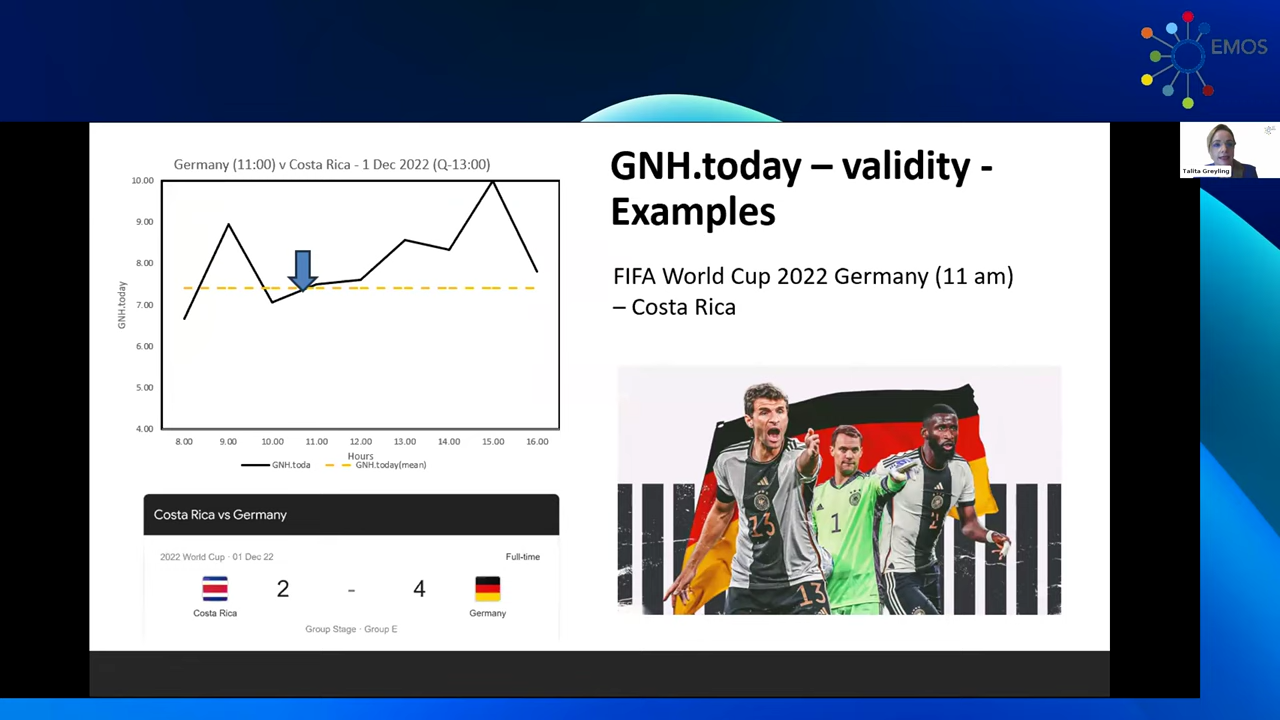 EMOS
Talita Greyling
GNH.today – validity -
Examples
FIFA World Cup 2022 Germany (11 am)
– Costa Rica
Germany (11:00) v Costa Rica - 1 Dec 2022 (Q-13:00)
10.00
9.00
8.00
7.00
6.00
5.00
4.00
GNH.today
8.00 9.00 10.00 11.00 12.00 13.00 14.00 15.00 16.00
Hours
GNH.toda GNH.today(mean)
Costa Rica vs Germany
2022 World Cup · 01 Dec 22 Full-time
2 - 4
Costa Rica Germany
Group Stage · Group E
13
1
2
13